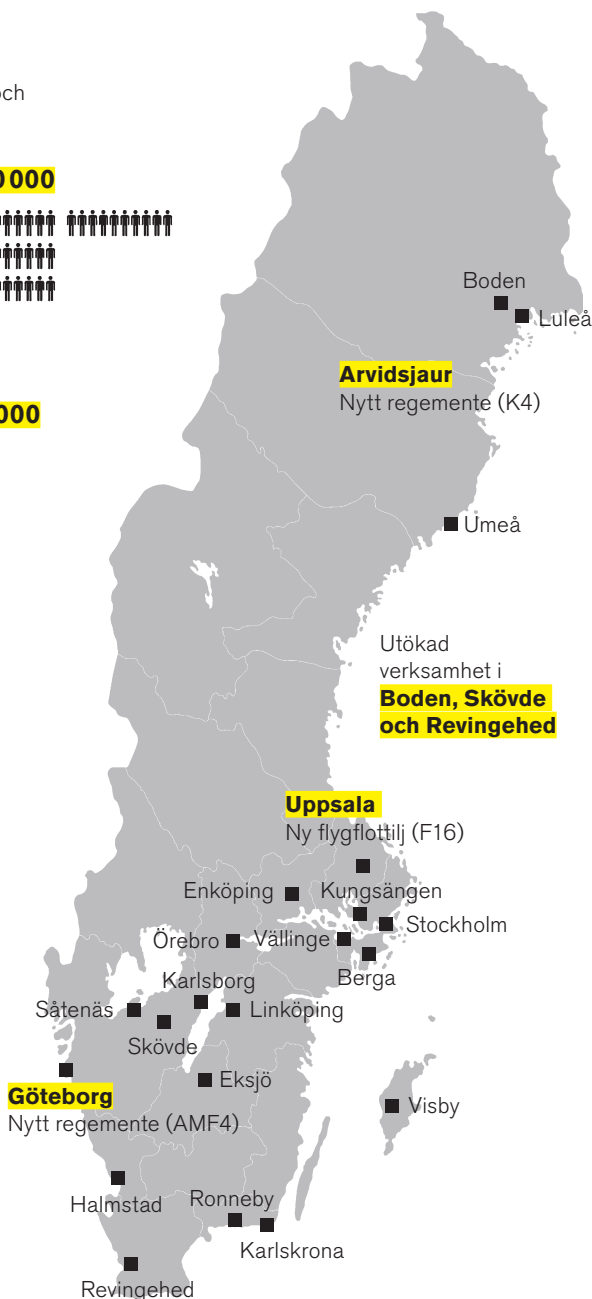 och
0 000
000
Boden
Luleå
Arvidsjaur
Nytt regemente (K4)
Umeå
Utökad
verksamhet i
Boden, Skövde
och Revingehed
Uppsala
Ny flygflottilj (F16)
Enköping
Kungsängen
Stockholm
Örebro
Vällinge
Berga
Karlsborg
Såtenäs
Linköping
Skövde
Eksjö
Göteborg
Nytt regemente (AMF4)
Visby
Halmstad
Ronneby
Karlskrona
Revingehed